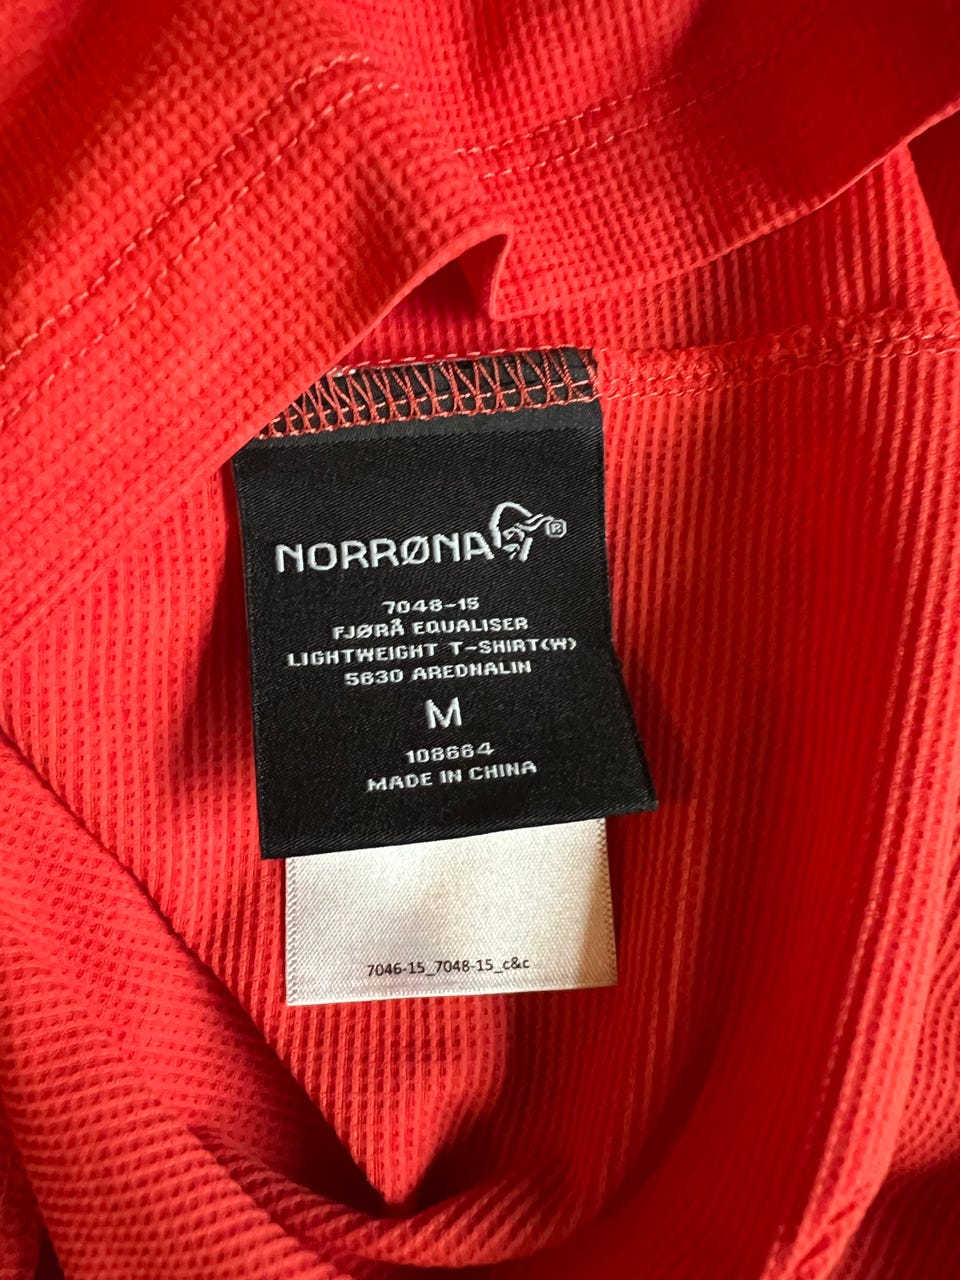 NORRØNA®
7048-15
FJØRÅ EQUALISER
LIGHTWEIGHT T-SHIRT(W)
5630 AREDNALIN
M
108664
MADE IN CHINA
7046-15_7048-15_c&c